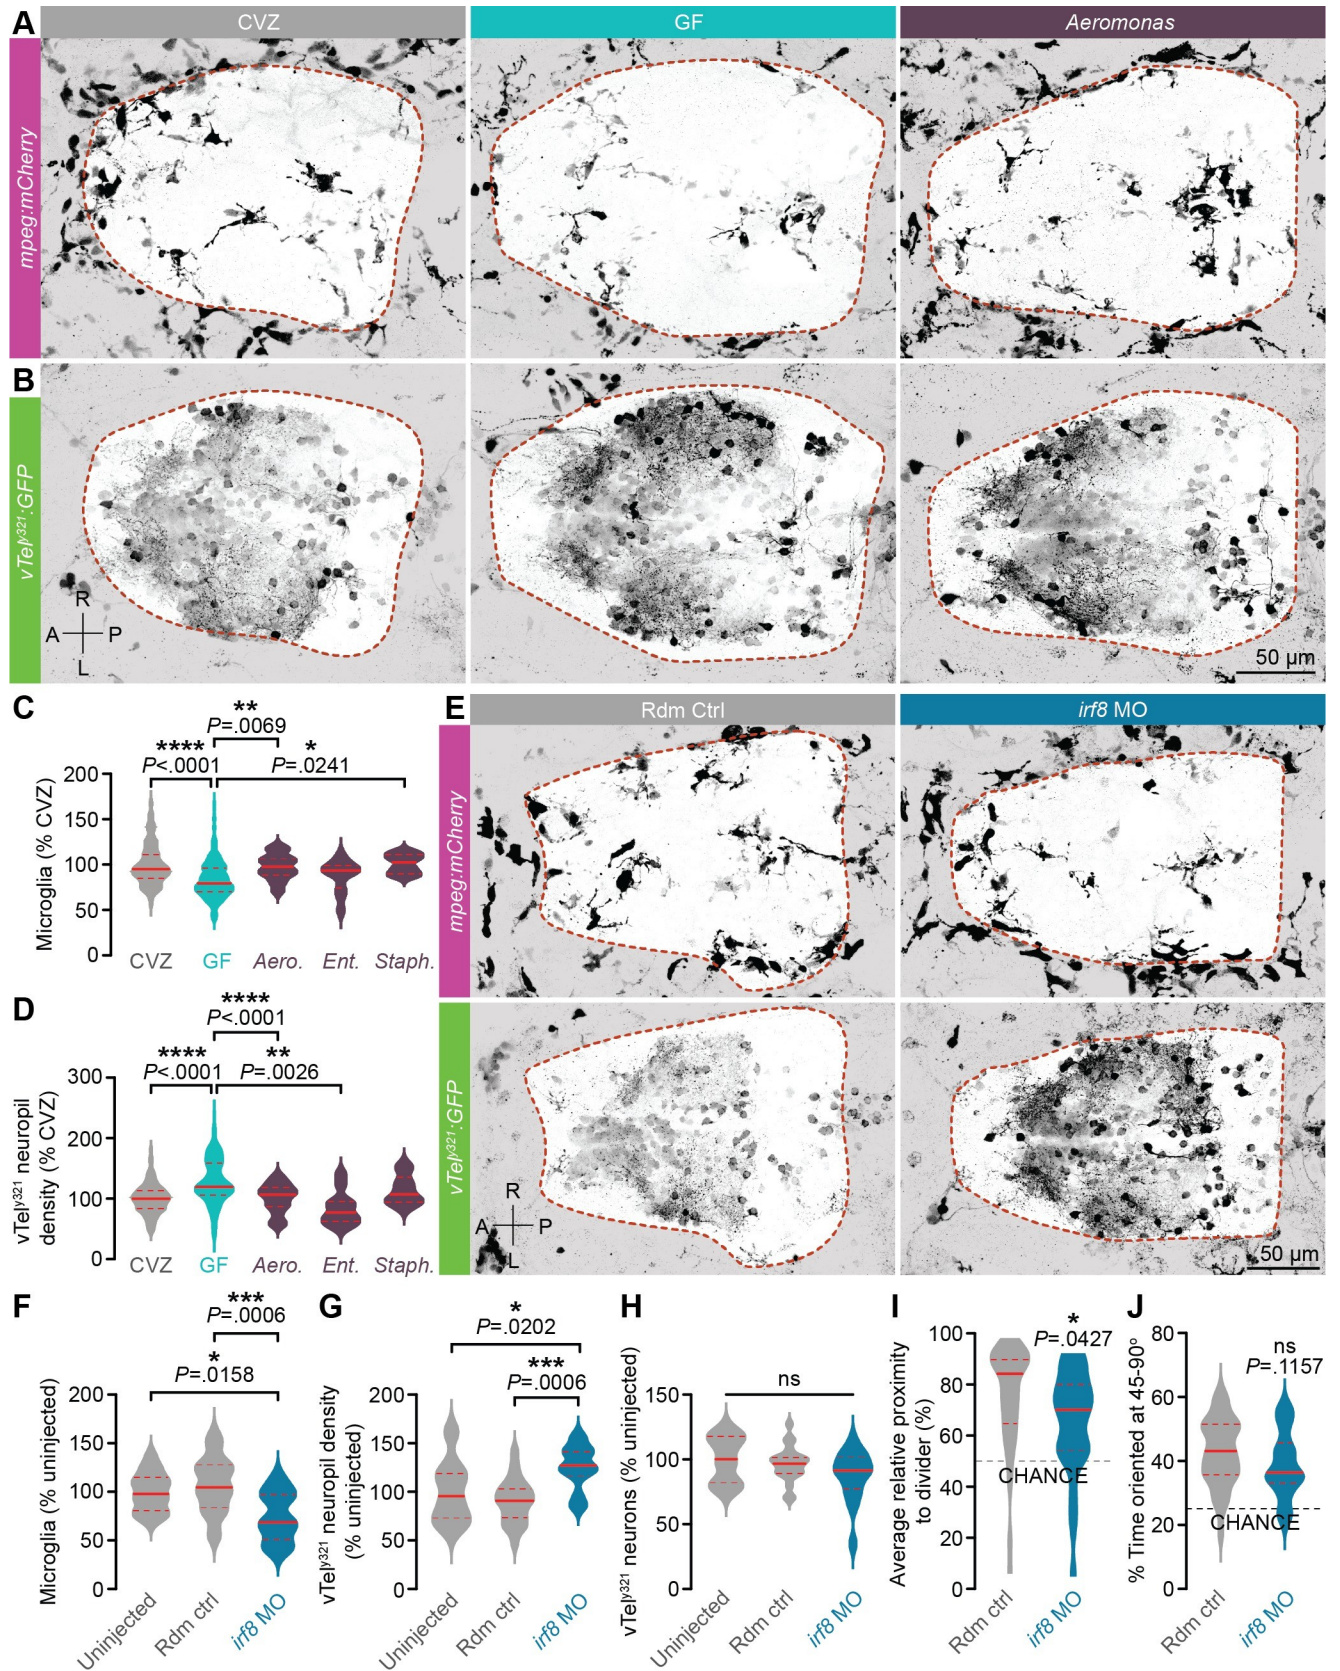 A
CVZ
GF
Aeromonas
mpeg:mCherry
B
vTely321:GFP
R
A P
L
50 µm
C
**
P=.0069
**** *
P<.0001 P=.0241
Microglia (% CVZ)
200
150
100
50
0
CVZ GF Aero. Ent. Staph.
D
****
P<.0001
**** **
P<.0001 P=.0026
vTely321 neuropil
density (% CVZ)
300
200
100
0
CVZ GF Aero. Ent. Staph.
E
Rdm Ctrl
irf8 MO
mpeg:mCherry
vTely321:GFP
R
A P
L
50 µm
F
***
P=.0006
*
P=.0158
Microglia (% uninjected)
200
150
100
50
0
Uninjected
Rdm ctrl
irf8 MO
G
*
P=.0202
***
P=.0006
vTely321 neuropil density
(% uninjected)
200
150
100
50
0
Uninjected
Rdm ctrl
irf8 MO
H
ns
vTely321 neurons (% uninjected)
150
100
50
0
Uninjected
Rdm ctrl
irf8 MO
I
*
P=.0427
Average relative proximity
to divider (%)
100
80
60
40
20
0
CHANCE
Rdm ctrl
irf8 MO
J
ns
P=.1157
% Time oriented at 45-90º
80
60
40
20
0
CHANCE
Rdm ctrl
irf8 MO